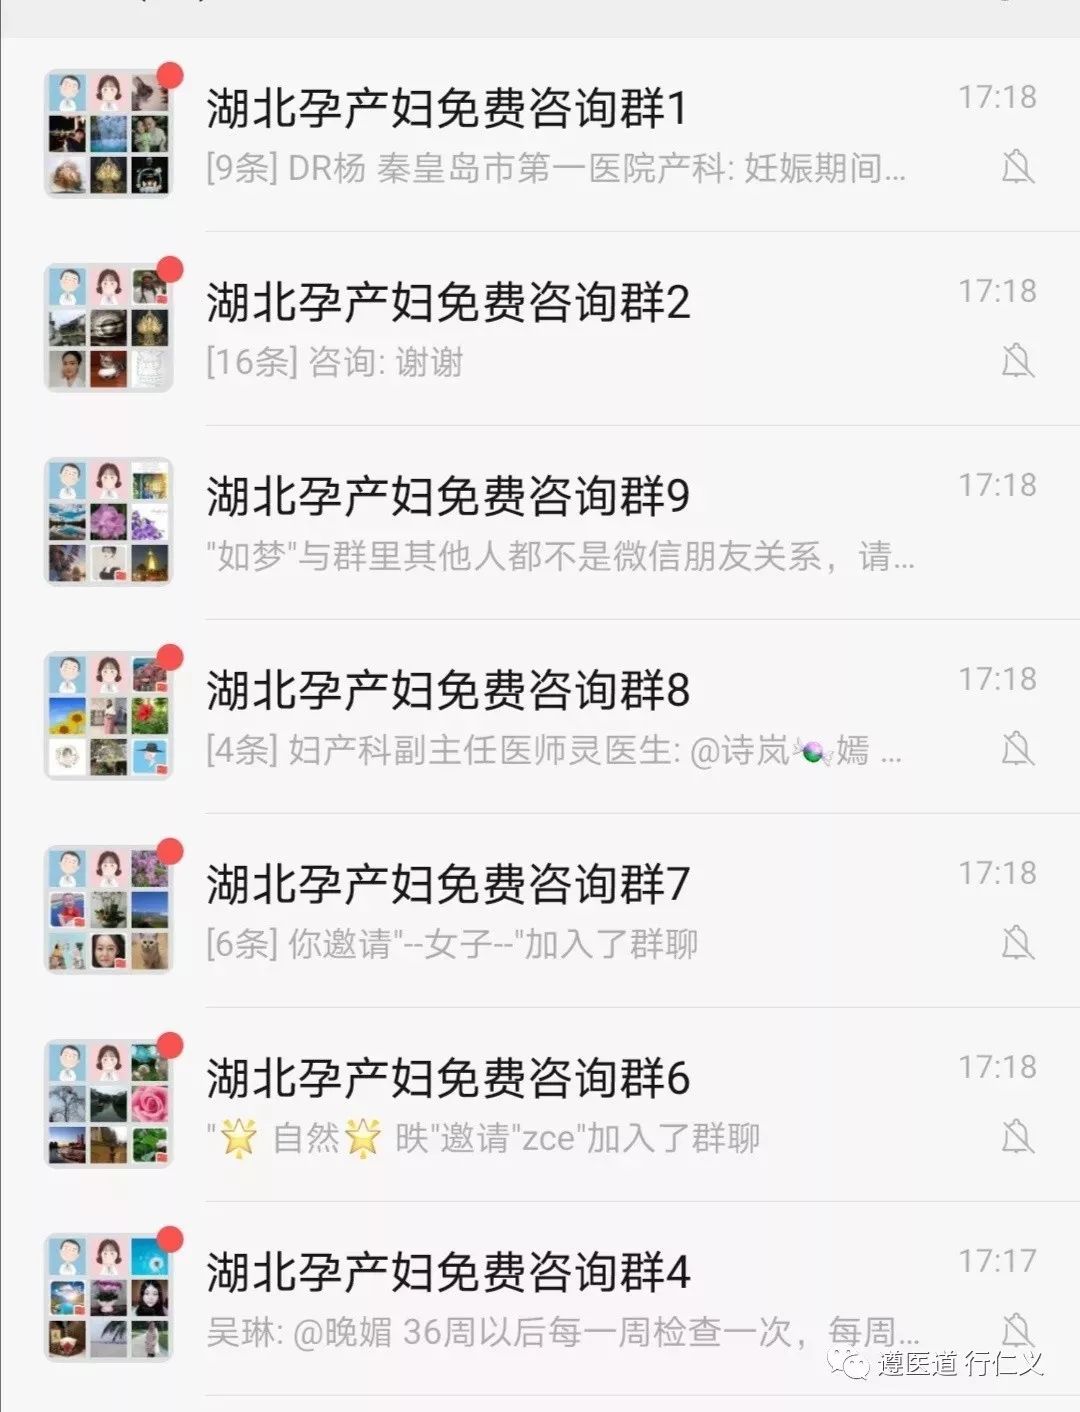 湖北孕产妇免费咨询群1
17:18
[9条] DR杨 秦皇岛市第一医院产科: 妊娠期间...
湖北孕产妇免费咨询群2
17:18
[16条] 咨询: 谢谢
湖北孕产妇免费咨询群9
17:18
"如梦"与群里其他人都不是微信朋友关系，请...
湖北孕产妇免费咨询群8
17:18
[4条] 妇产科副主任医师灵医生: @诗岚🍬嫣 ...
湖北孕产妇免费咨询群7
17:18
[6条] 你邀请"--女子--"加入了群聊
湖北孕产妇免费咨询群6
17:18
"🌟 自然🌟 昳"邀请"zce"加入了群聊
湖北孕产妇免费咨询群4
17:17
吴琳: @晚媚 36周以后每一周检查一次，每周...
遵医道 行仁义